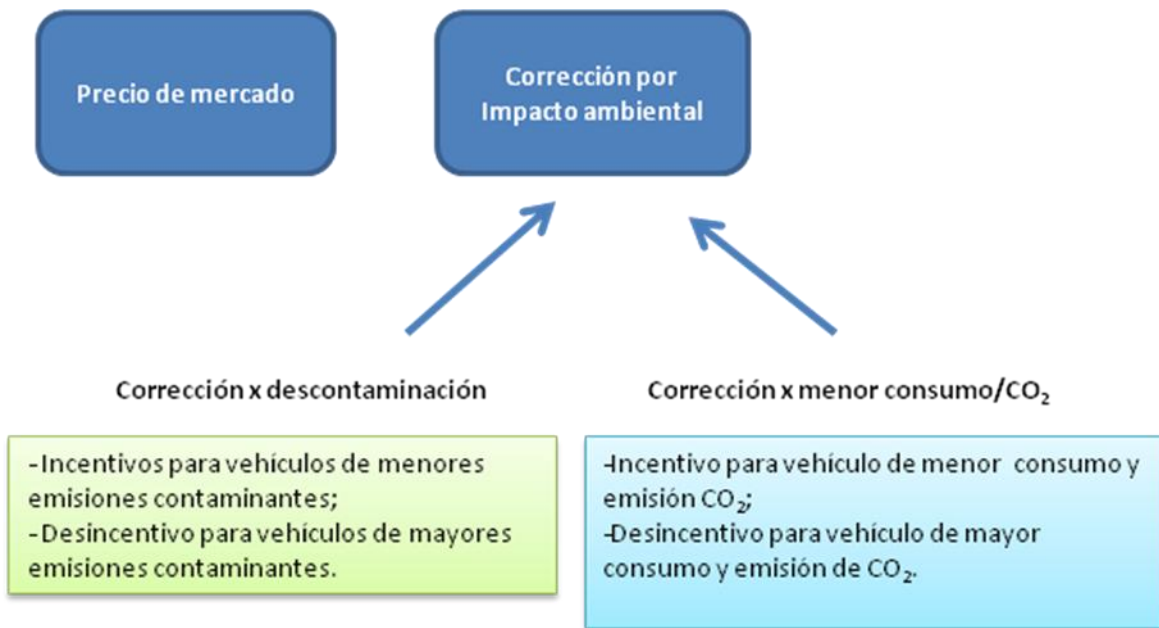 Precio de mercado
Corrección por
Impacto ambiental
Corrección x descontaminación
Corrección x menor consumo/CO₂
-Incentivos para vehículos de menores
emisiones contaminantes;
-Desincentivo para vehículos de mayores
emisiones contaminantes.
-Incentivo para vehículo de menor consumo y
emisión CO₂;
-Desincentivo para vehículo de mayor
consumo y emisión de CO₂.